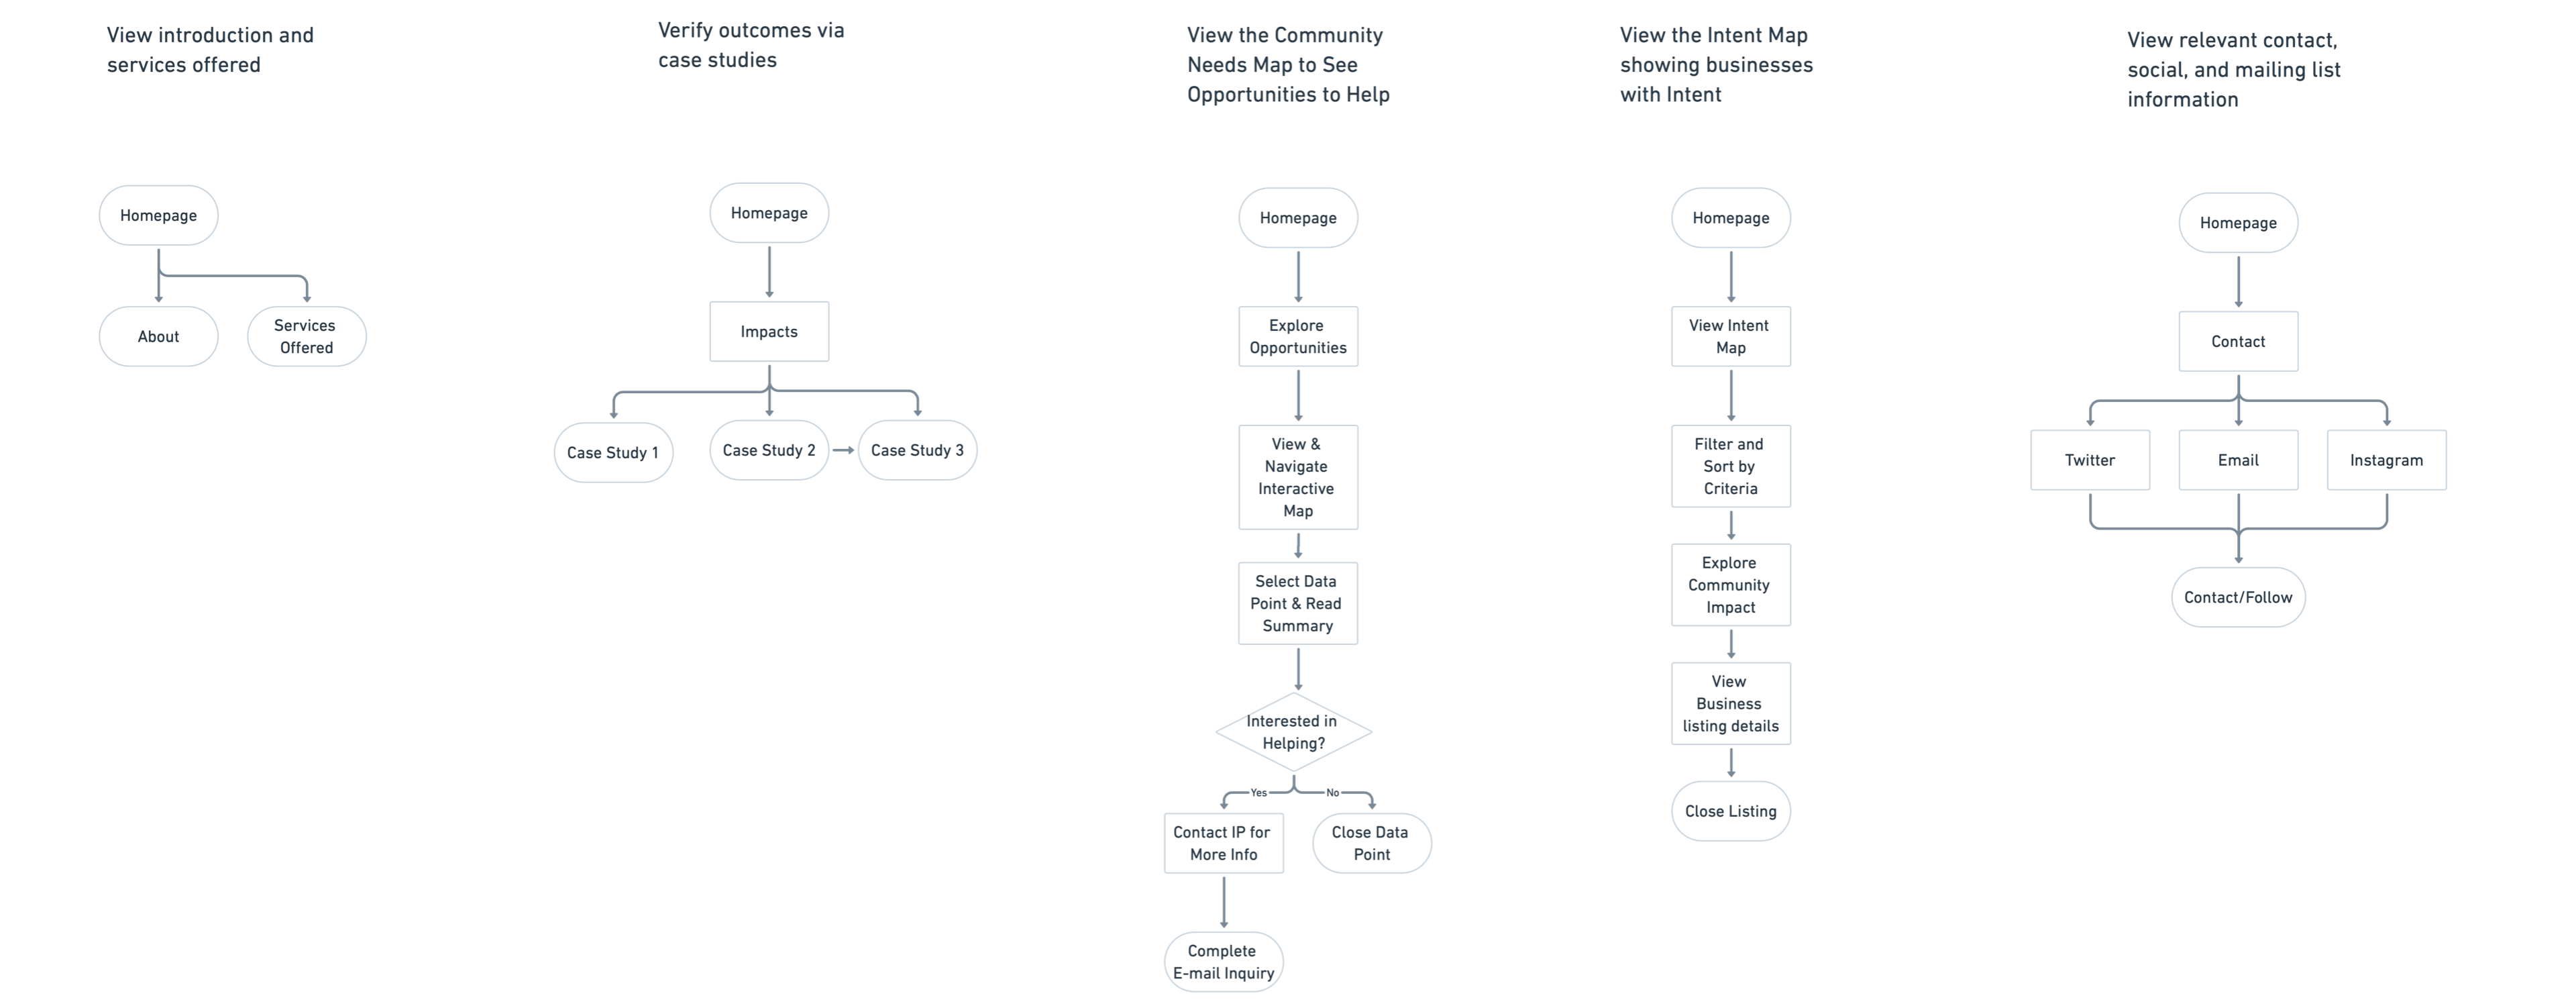 View introduction and
services offered
Homepage
About
Services
Offered
Verify outcomes via
case studies
Homepage
Impacts
Case Study 1
Case Study 2
Case Study 3
View the Community
Needs Map to See
Opportunities to Help
Homepage
Explore
Opportunities
View &
Navigate
Interactive
Map
Select Data
Point & Read
Summary
Interested in
Helping?
Yes
No
Contact IP for
More Info
Close Data
Point
Complete
E-mail Inquiry
View the Intent Map
showing businesses
with Intent
Homepage
View Intent
Map
Filter and
Sort by
Criteria
Explore
Community
Impact
View
Business
listing details
Close Listing
View relevant contact,
social, and mailing list
information
Homepage
Contact
Twitter
Email
Instagram
Contact/Follow